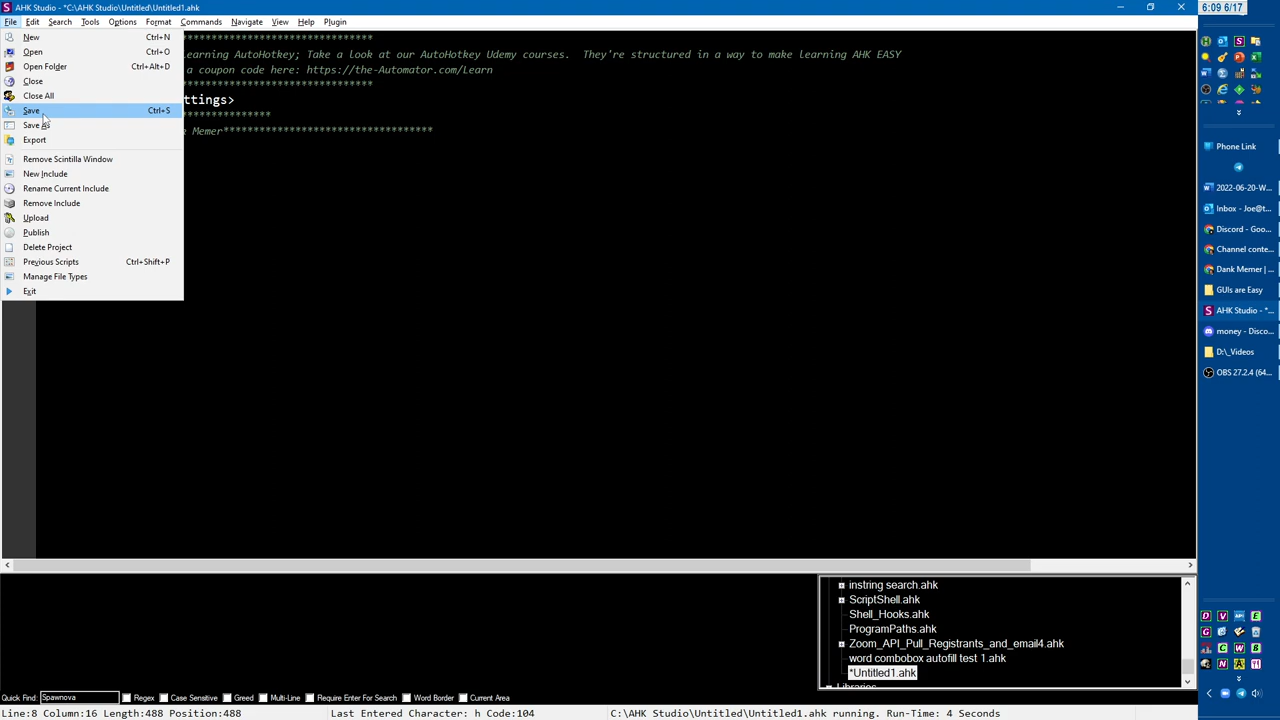 AHK Studio - *C:\AHK Studio\Untitled\Untitled1.ahk
6:09 6/17
File Edit Search Tools Options Format Commands Navigate View Help Plugin
New Ctrl+N
Open Ctrl+O
Open Folder Ctrl+Alt+D
Close
Close All
Save Ctrl+S
Save As
Export
Remove Scintilla Window
New Include
Rename Current Include
Remove Include
Upload
Publish
Delete Project
Previous Scripts Ctrl+Shift+P
Manage File Types
Exit
*******************************
earning AutoHotkey; Take a look at our AutoHotkey Udemy courses. They're structured in a way to make learning AHK EASY
a coupon code here: https://the-Automator.com/Learn
*******************************
ttings>
**************
Memer***********************************
Phone Link
2022-06-20-W
Inbox - Joe@t...
Discord - Goo...
Channel conte...
Dank Memer |...
GUIs are Easy
AHK Studio - *...
money - Disco...
D:\_Videos
OBS 27.2.4 (64...
instring search.ahk
ScriptShell.ahk
Shell_Hooks.ahk
ProgramPaths.ahk
Zoom_API_Pull_Registrants_and_email4.ahk
word combobox autofill test 1.ahk
*Untitled1.ahk
Libraries
Quick Find: Spawnova Regex Case Sensitive Greed Multi-Line Require Enter For Search Word Border Current Area
Line:8 Column:16 Length:488 Position:488 Last Entered Character: h Code:104 C:\AHK Studio\Untitled\Untitled1.ahk running. Run-Time: 4 Seconds